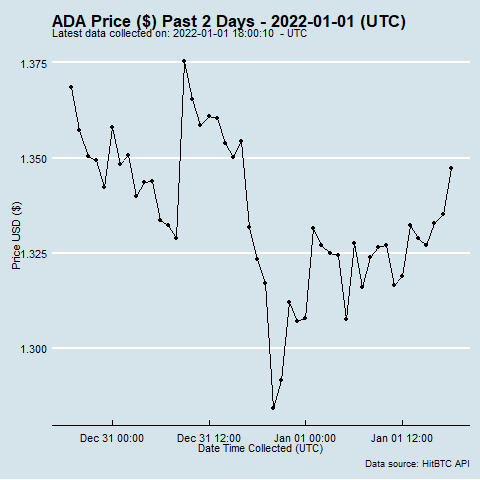 ADA Price ($) Past 2 Days - 2022-01-01 (UTC)
Latest data collected on: 2022-01-01 18:00:10  - UTC
1.375
1.350
1.325
1.300
Price USD ($)
Dec 31 00:00
Dec 31 12:00
Jan 01 00:00
Jan 01 12:00
Date Time Collected (UTC)
Data source: HitBTC API